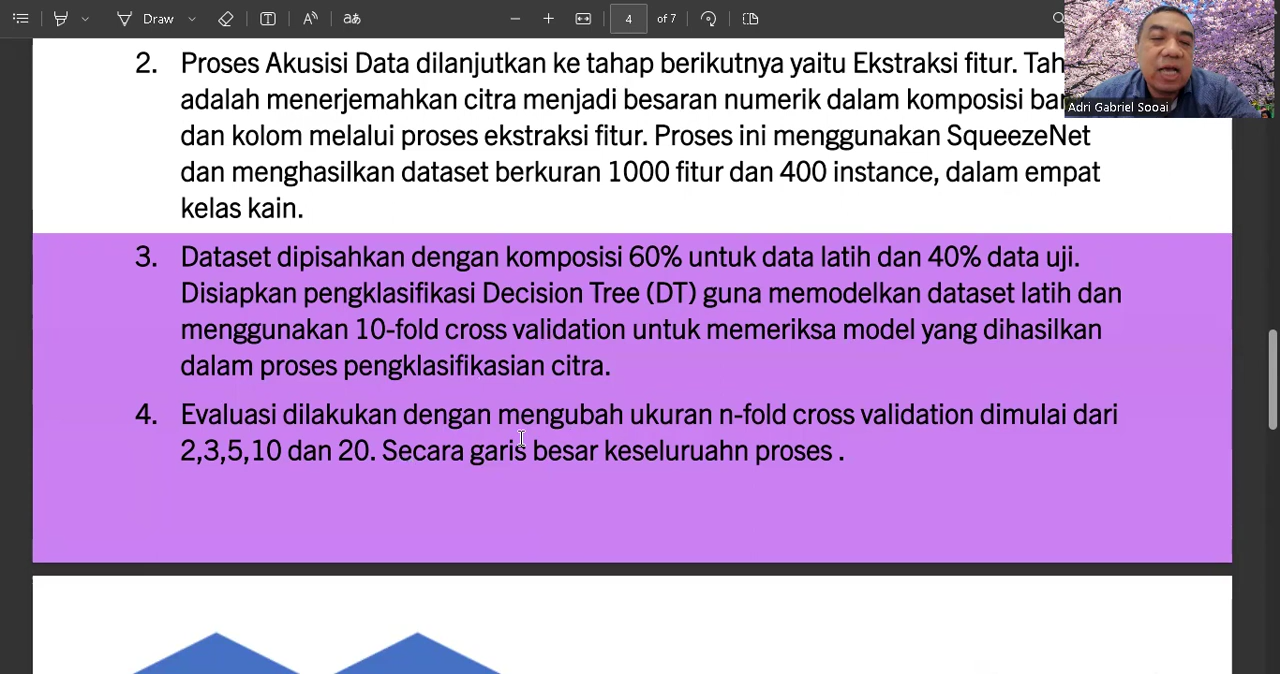 Draw
4
of 7
2. Proses Akusisi Data dilanjutkan ke tahap berikutnya yaitu Ekstraksi fitur.
adalah menerjemahkan citra menjadi besaran numerik dalam komposisi
dan kolom melalui proses ekstraksi fitur. Proses ini menggunakan SqueezeNet
dan menghasilkan dataset berkuran 1000 fitur dan 400 instance, dalam empat
kelas kain.
3. Dataset dipisahkan dengan komposisi 60% untuk data latih dan 40% data uji.
Disiapkan pengklasifikasi Decision Tree (DT) guna memodelkan dataset latih dan
menggunakan 10-fold cross validation untuk memeriksa model yang dihasilkan
dalam proses pengklasifikasian citra.
4. Evaluasi dilakukan dengan mengubah ukuran n-fold cross validation dimulai dari
2,3,5,10 dan 20. Secara garis besar keseluruahn proses .
Adri Gabriel Sooai